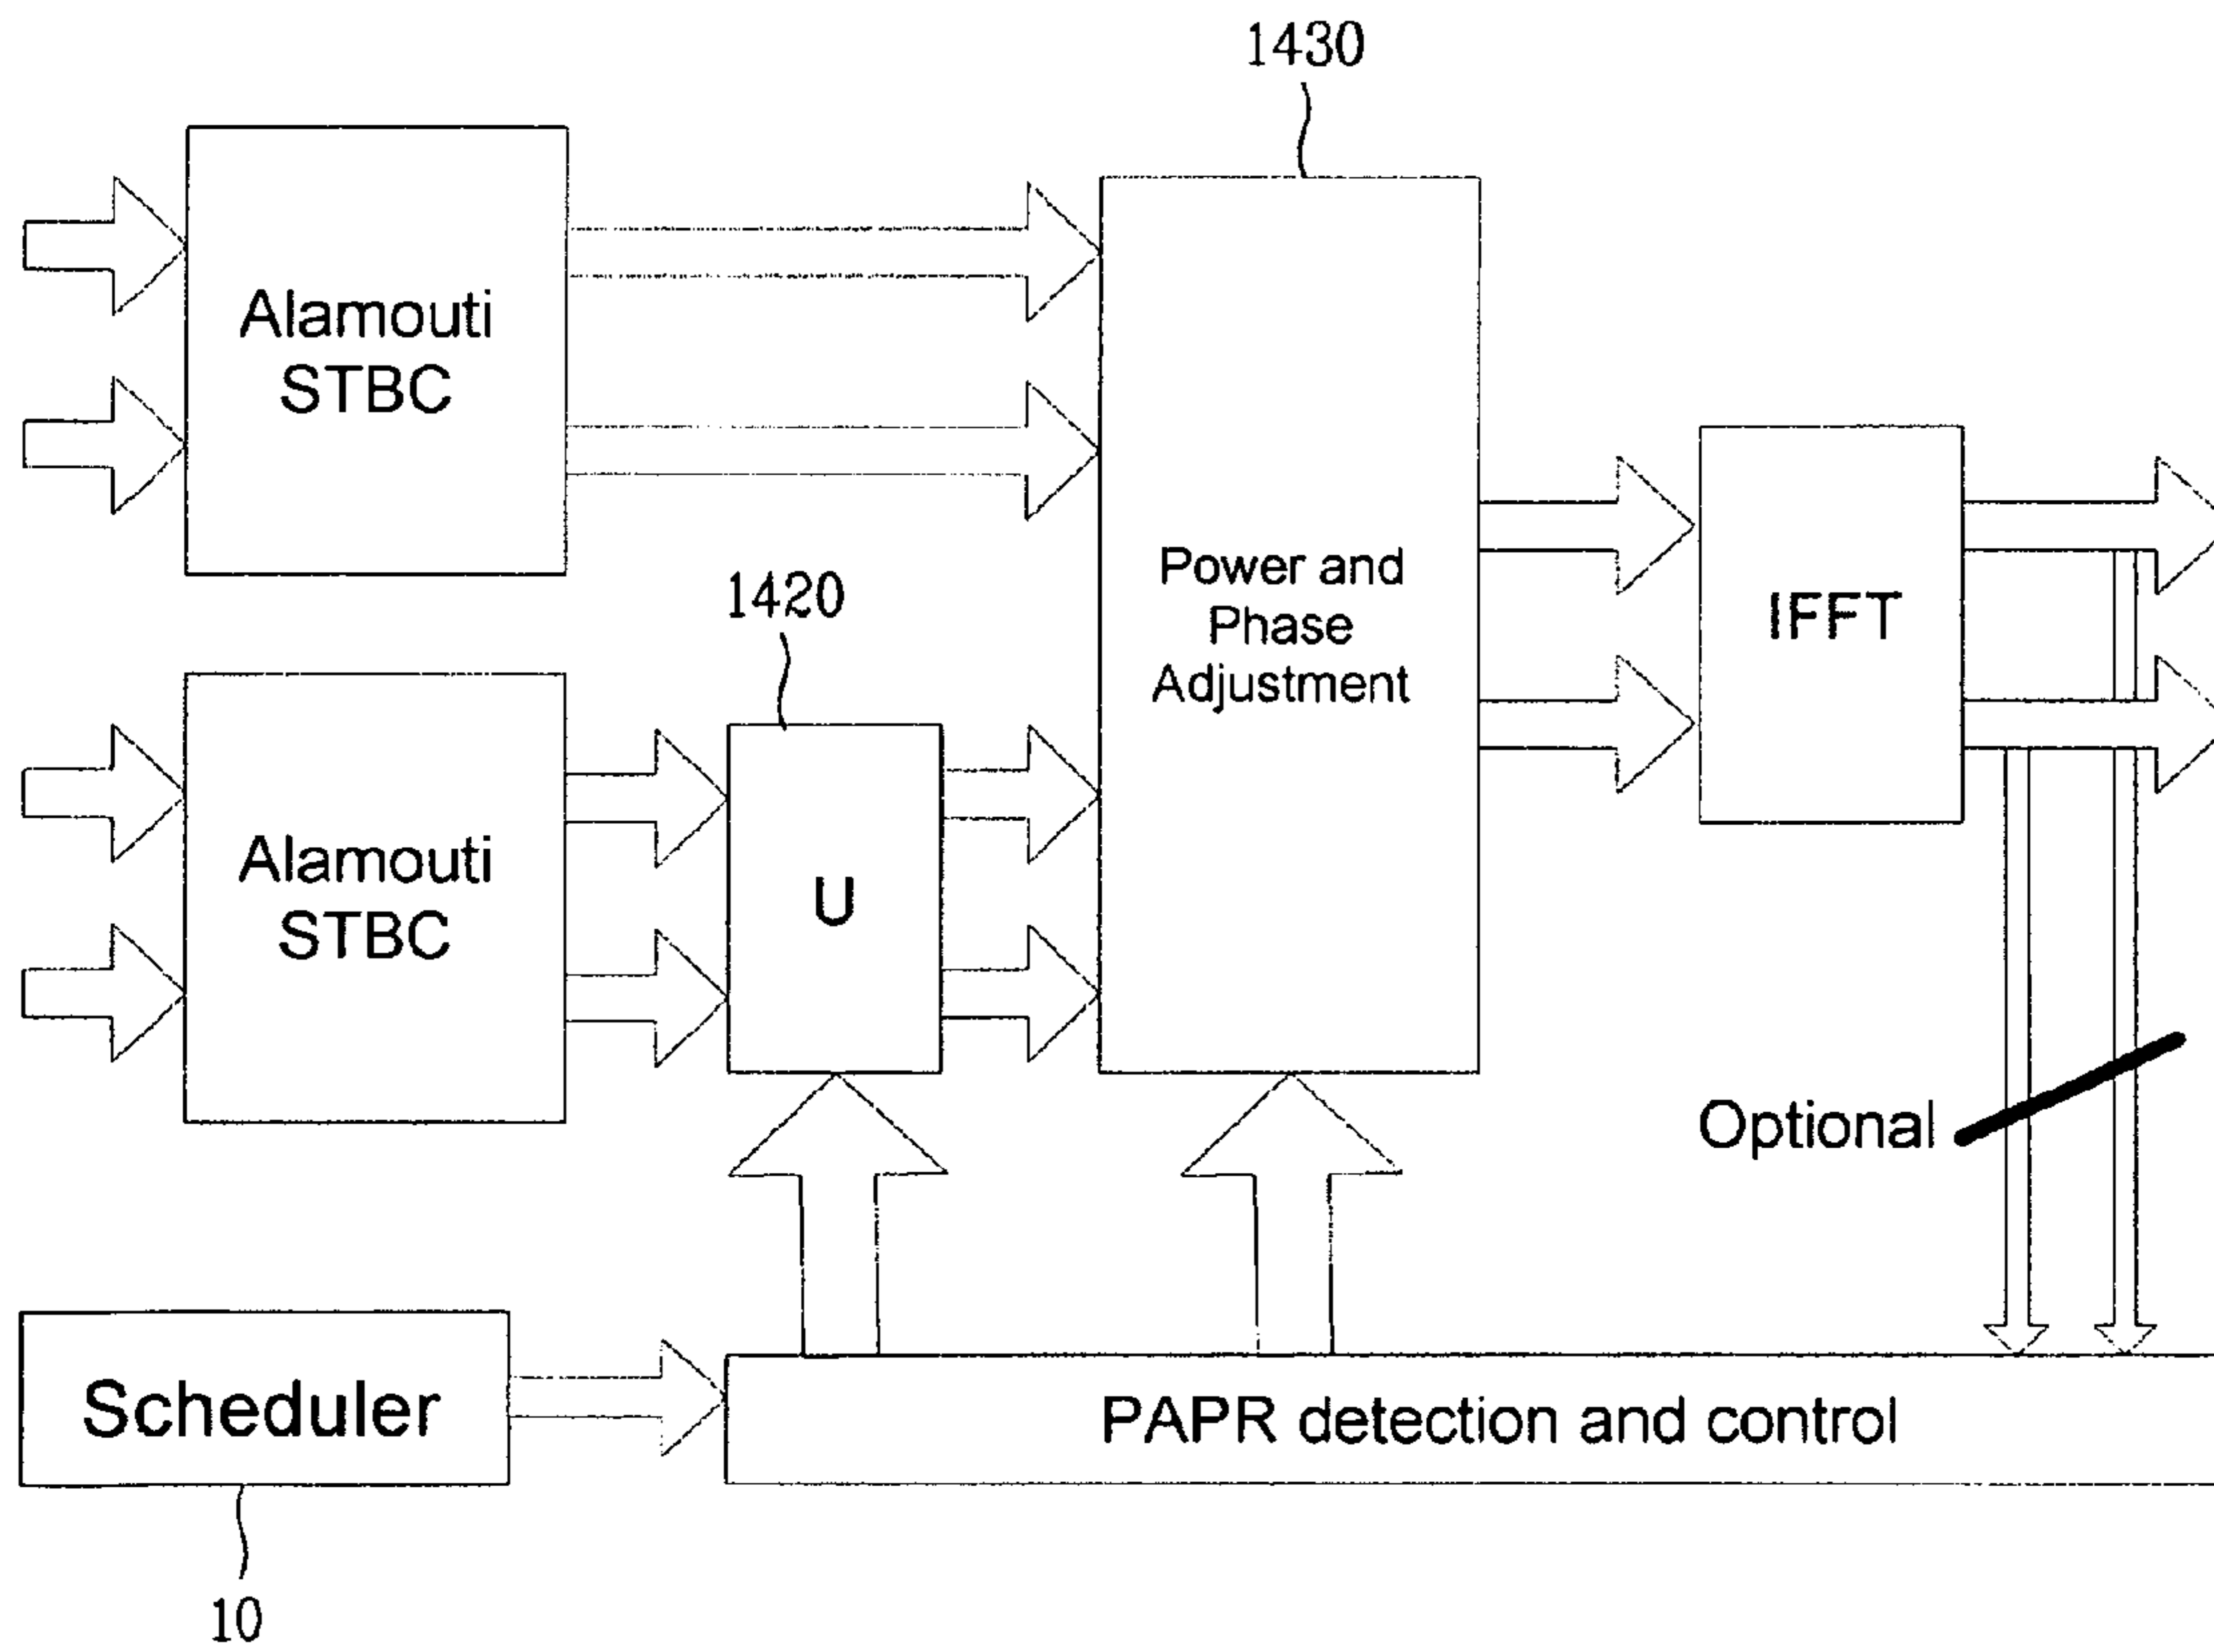 1430
Alamouti
STBC
Power and
Phase
Adjustment
IFFT
1420
Alamouti
STBC
U
Optional
Scheduler
PAPR detection and control
10